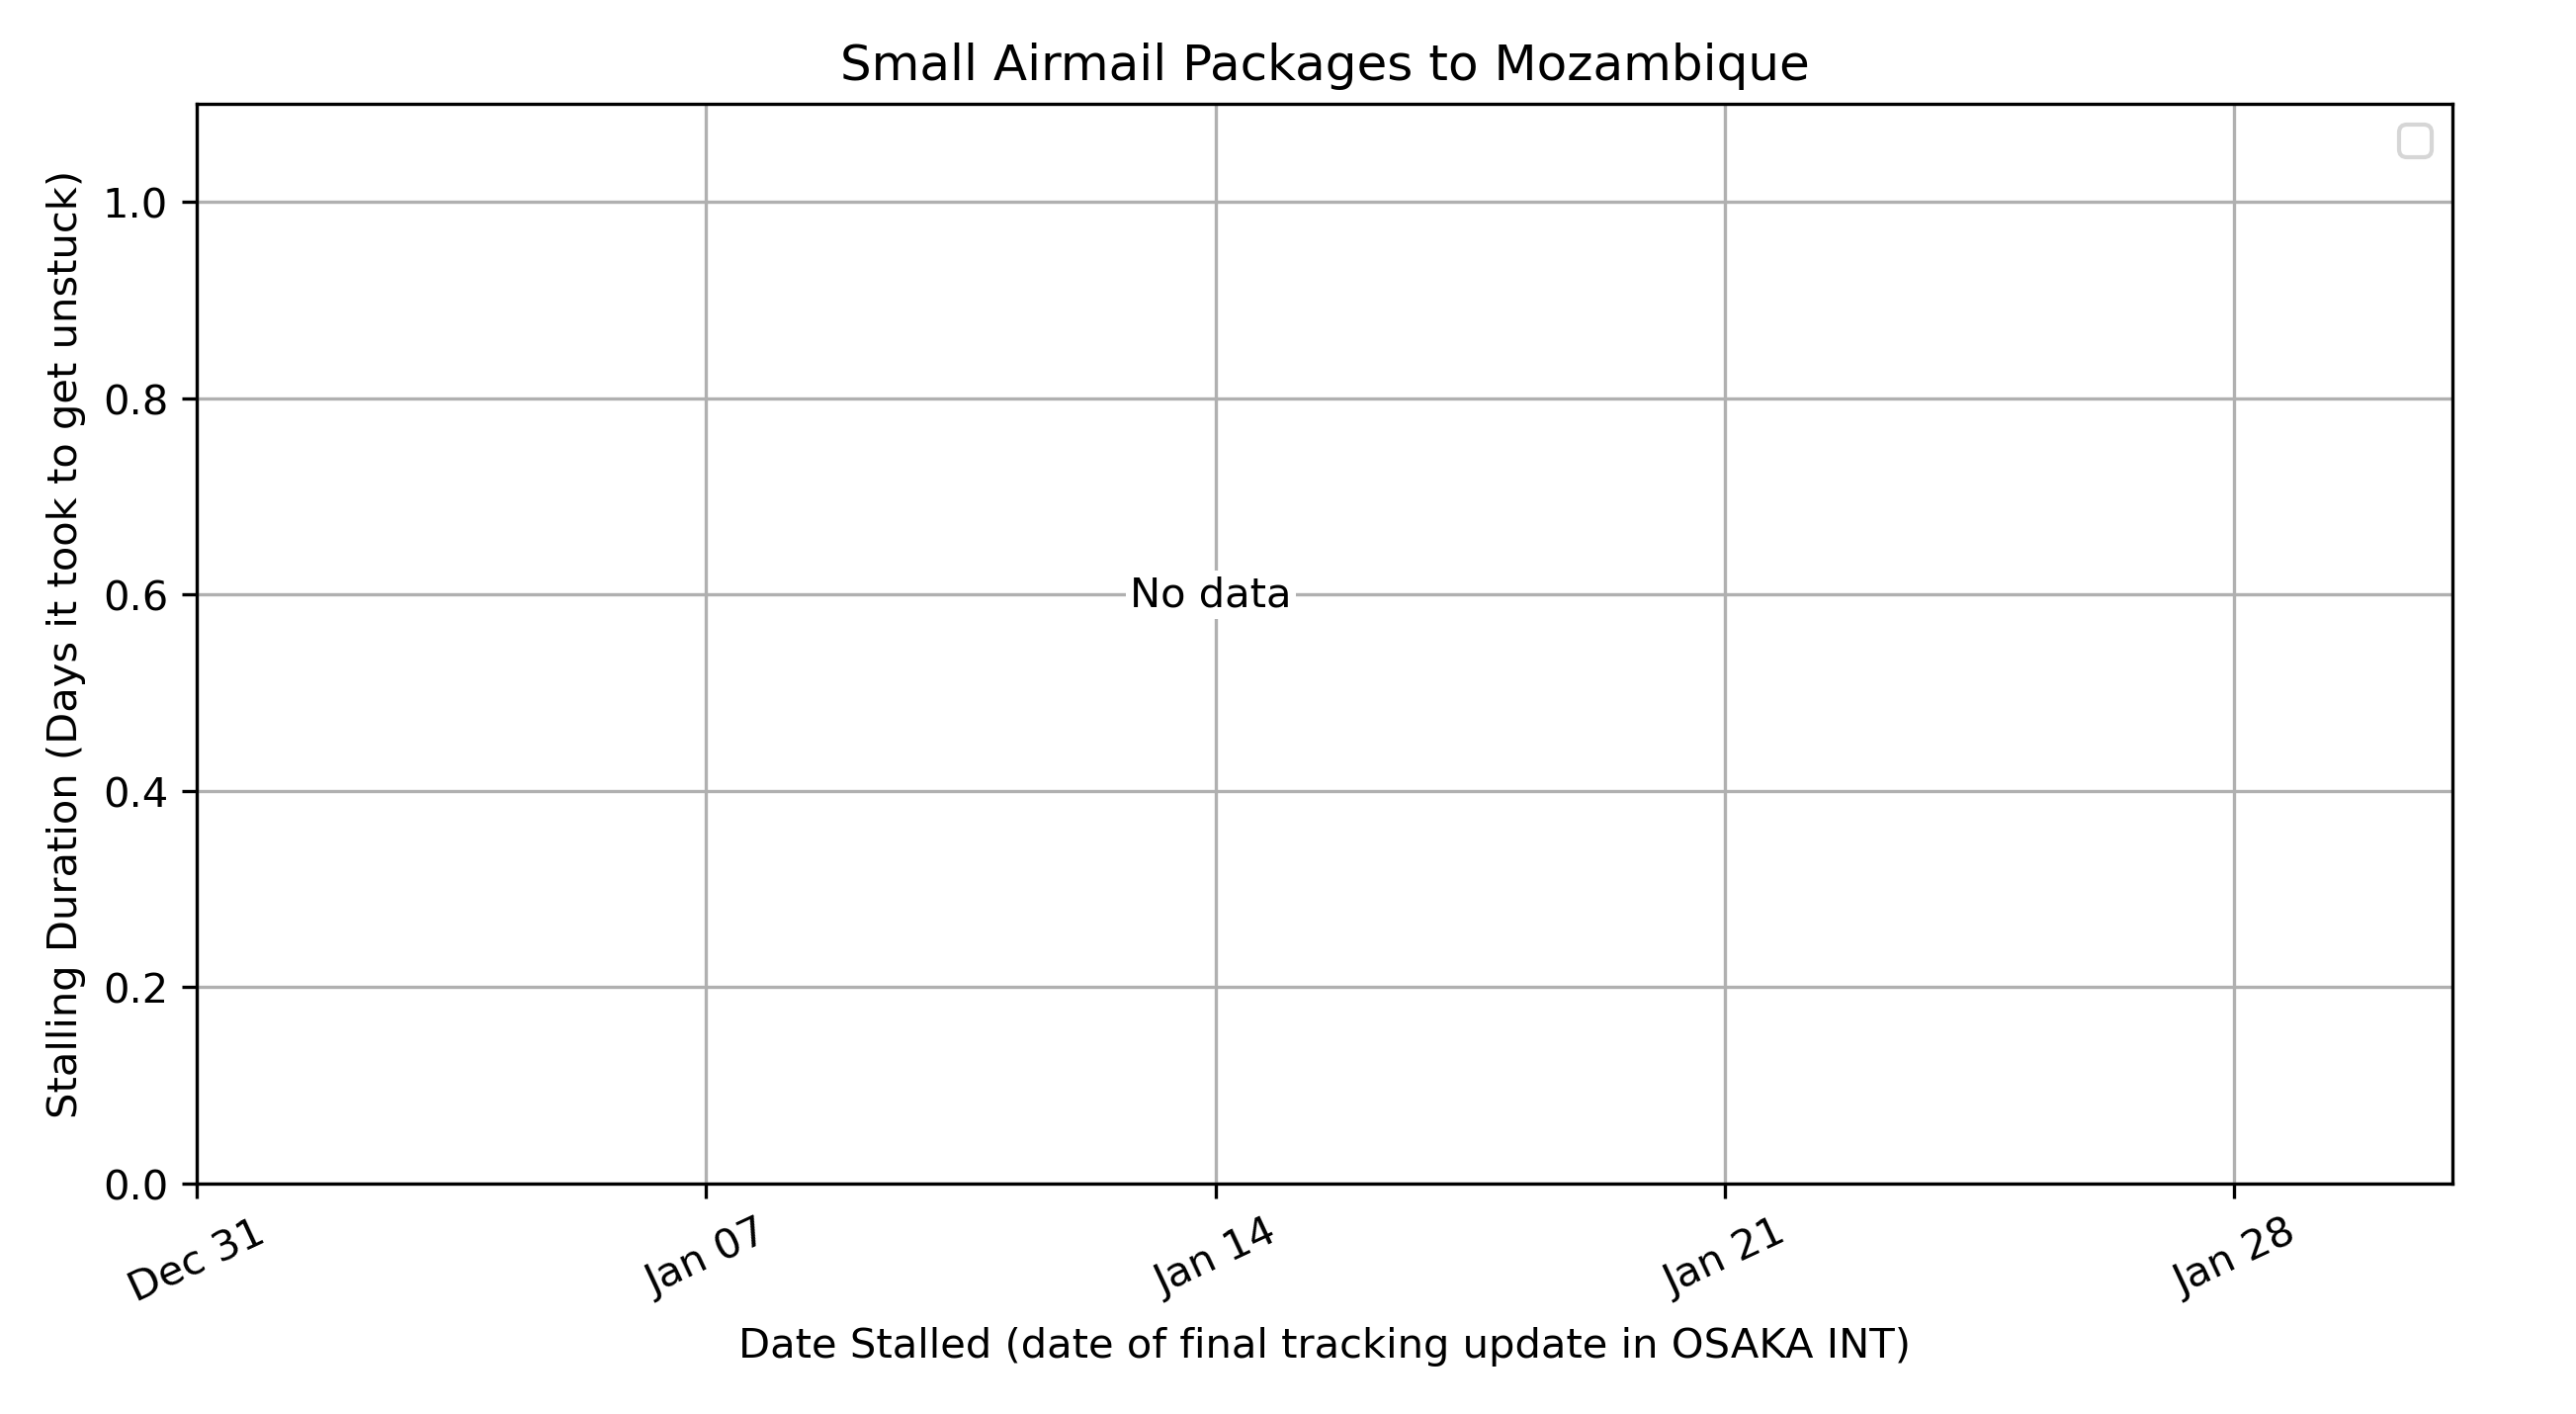 Small Airmail Packages to Mozambique
Stalling Duration (Days it took to get unstuck)
1.0
0.8
0.6
0.4
0.2
0.0
No data
Dec 31
Jan 07
Jan 14
Jan 21
Jan 28
Date Stalled (date of final tracking update in OSAKA INT)